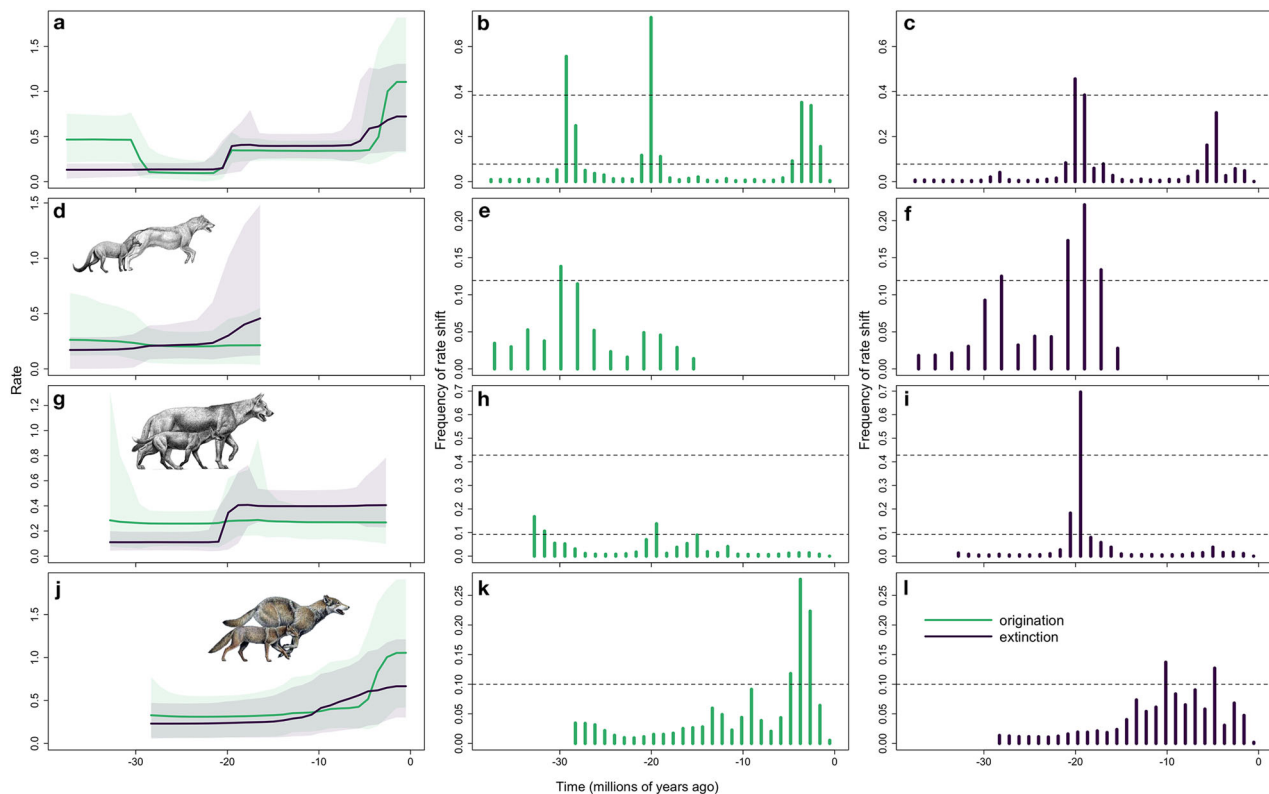 a
b
c
d
e
f
g
h
i
j
k
l
Rate
Frequency of rate shift
Frequency of rate shift
Time (millions of years ago)
origination
extinction
0.0 0.5 1.0 1.5
0.0 0.2 0.4 0.6
0.0 0.2 0.4 0.6
0.0 0.5 1.0 1.5
0.00 0.05 0.10 0.15 0.20
0.00 0.05 0.10 0.15 0.20
0.0 0.2 0.4 0.6 0.8 1.0 1.2
0.0 0.1 0.2 0.3 0.4 0.5 0.6 0.7
0.0 0.1 0.2 0.3 0.4 0.5 0.6 0.7
0.0 0.5 1.0 1.5
0.00 0.05 0.10 0.15 0.20 0.25
0.00 0.05 0.10 0.15 0.20 0.25
-30 -20 -10 0
-30 -20 -10 0
-30 -20 -10 0